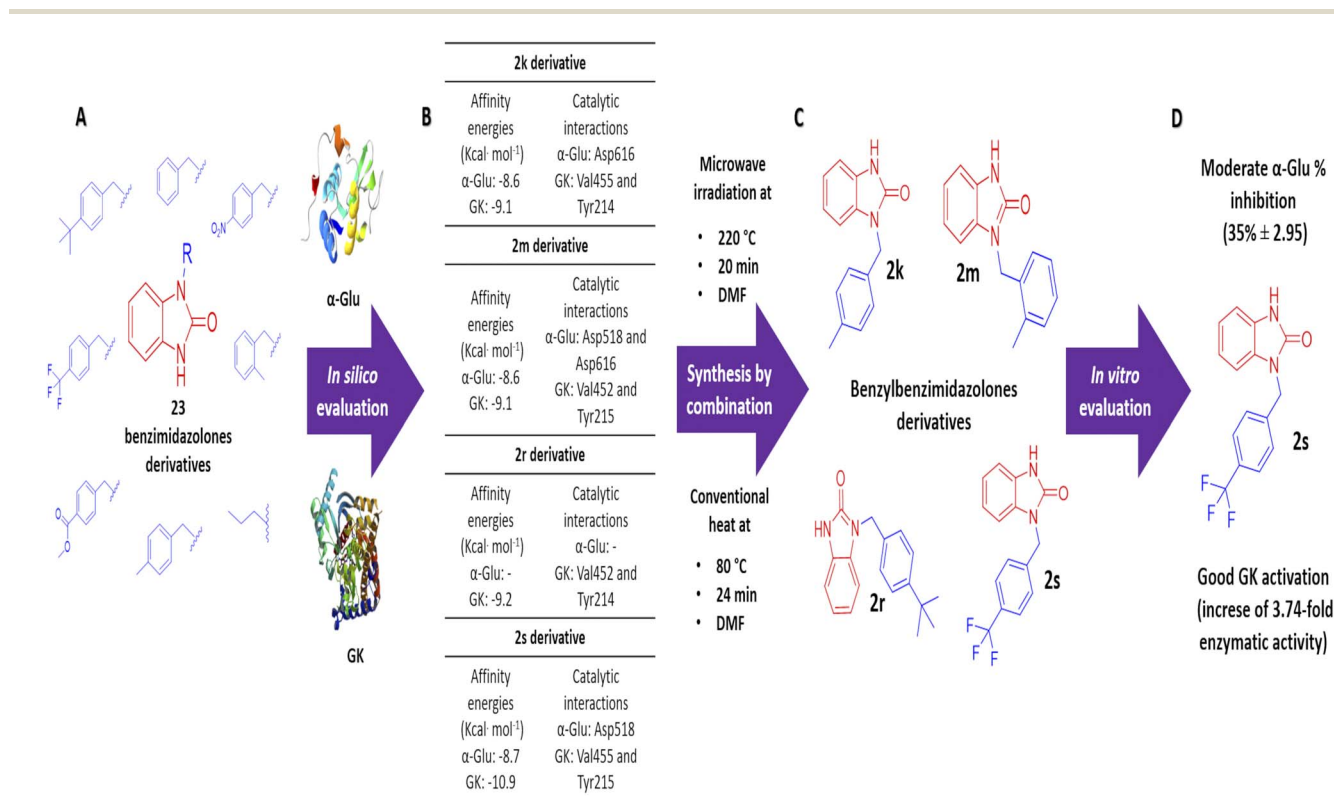 A
O₂N
R
N
O
N
H
F
F
F
O
O
23
benzimidazolones
derivatives
α-Glu
In silico
evaluation
GK
B
2k derivative
Affinity
energies
(Kcal· mol⁻¹)
α-Glu: -8.6
GK: -9.1
Catalytic
interactions
α-Glu: Asp616
GK: Val455 and
Tyr214
2m derivative
Affinity
energies
(Kcal· mol⁻¹)
α-Glu: -8.6
GK: -9.1
Catalytic
interactions
α-Glu: Asp518 and
Asp616
GK: Val452 and
Tyr215
2r derivative
Affinity
energies
(Kcal· mol⁻¹)
α-Glu: -
GK: -9.2
Catalytic
interactions
α-Glu: -
GK: Val452 and
Tyr214
2s derivative
Affinity
energies
(Kcal· mol⁻¹)
α-Glu: -8.7
GK: -10.9
Catalytic
interactions
α-Glu: Asp518
GK: Val455 and
Tyr215
Microwave
irradiation at
• 220 °C
• 20 min
• DMF
Synthesis by
combination
Conventional
heat at
• 80 °C
• 24 min
• DMF
C
H
N
O
N
2k
H
N
O
N
2m
Benzylbenzimidazolones
derivatives
O
HN
N
2r
H
N
O
N
2s
F
F
F
In vitro
evaluation
D
Moderate α-Glu %
inhibition
(35% ± 2.95)
H
N
O
N
2s
F
F
F
Good GK activation
(increse of 3.74-fold
enzymatic activity)